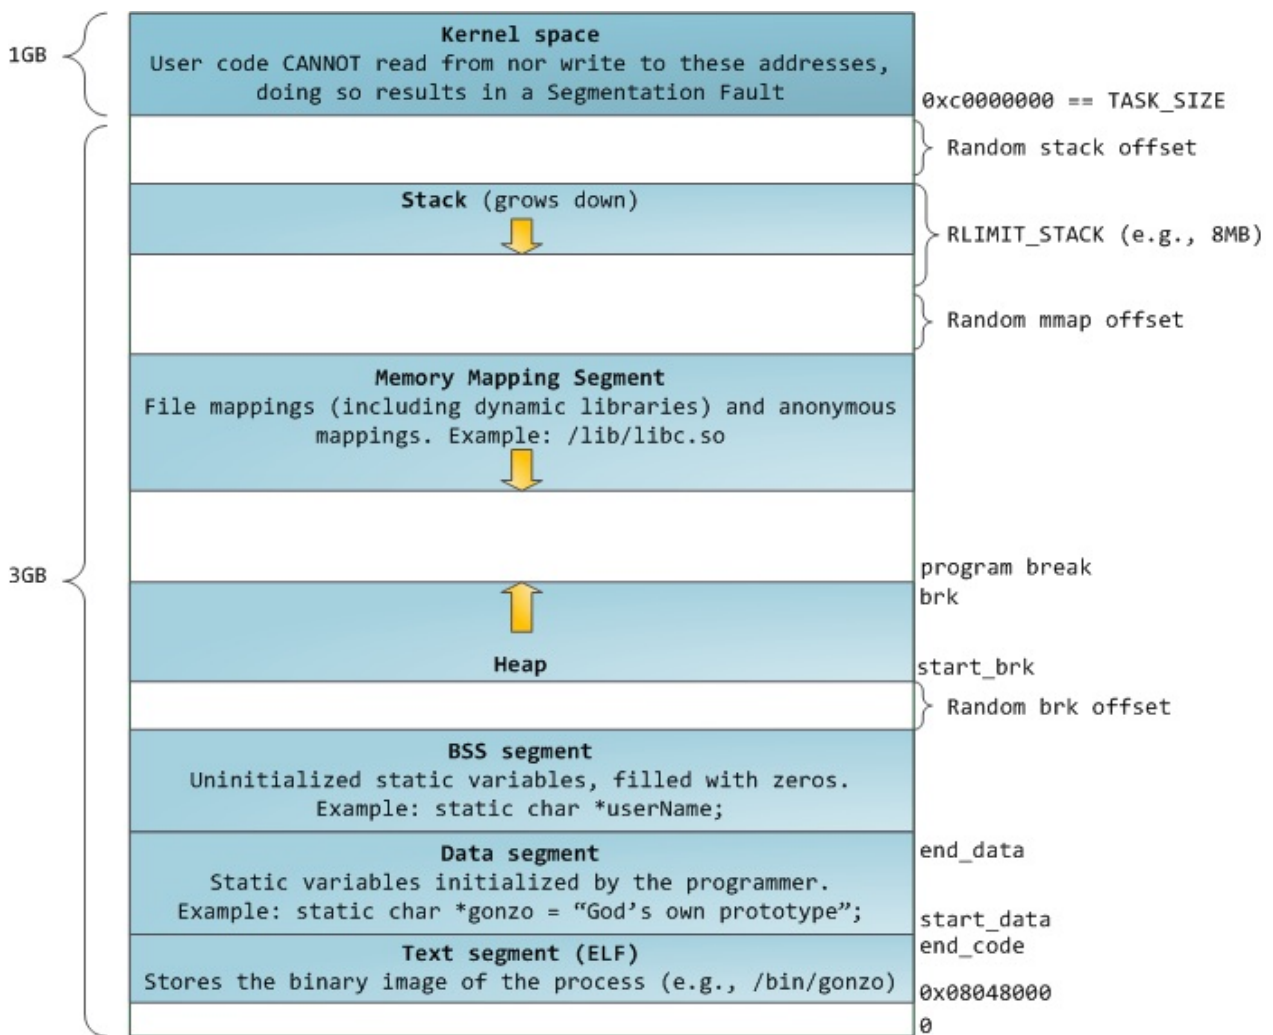 1GB
Kernel space
User code CANNOT read from nor write to these addresses,
doing so results in a Segmentation Fault
0xc0000000 == TASK_SIZE
Random stack offset
Stack (grows down)
RLIMIT_STACK (e.g., 8MB)
Random mmap offset
Memory Mapping Segment
File mappings (including dynamic libraries) and anonymous
mappings. Example: /lib/libc.so
3GB
program break
brk
Heap
start_brk
Random brk offset
BSS segment
Uninitialized static variables, filled with zeros.
Example: static char *userName;
Data segment
Static variables initialized by the programmer.
Example: static char *gonzo = “God’s own prototype”;
end_data
start_data
Text segment (ELF)
Stores the binary image of the process (e.g., /bin/gonzo)
end_code
0x08048000
0